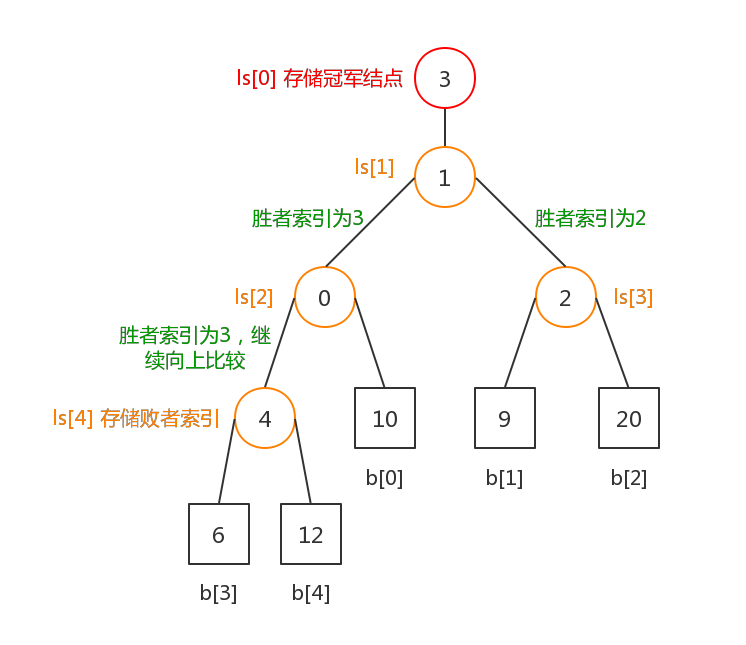 ls[0] 存储冠军结点
3
ls[1]
1
胜者索引为3
胜者索引为2
ls[2]
0
2
ls[3]
胜者索引为3，继
续向上比较
ls[4] 存储败者索引
4
10
9
20
b[0]
b[1]
b[2]
6
12
b[3]
b[4]